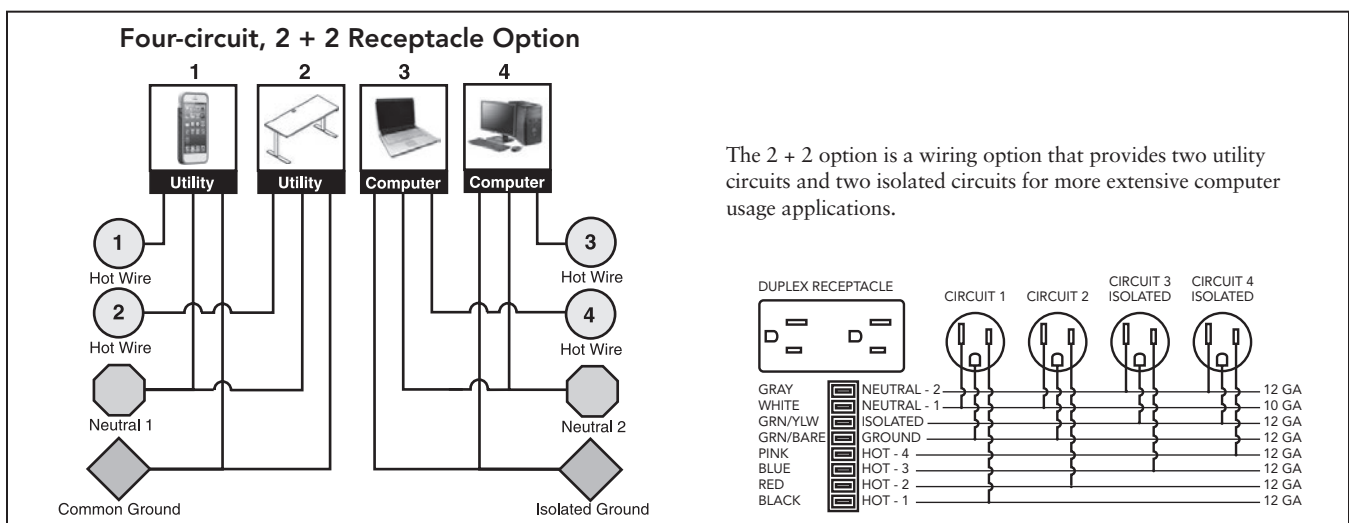 Four-circuit, 2 + 2 Receptacle Option
1 2 3 4
Utility Utility Computer Computer
1
Hot Wire
3
Hot Wire
2
Hot Wire
4
Hot Wire
Neutral 1
Neutral 2
Common Ground
Isolated Ground
The 2 + 2 option is a wiring option that provides two utility
circuits and two isolated circuits for more extensive computer
usage applications.
DUPLEX RECEPTACLE
CIRCUIT 1
CIRCUIT 2
CIRCUIT 3
ISOLATED
CIRCUIT 4
ISOLATED
GRAY NEUTRAL - 2 12 GA
WHITE NEUTRAL - 1 10 GA
GRN/YLW ISOLATED 12 GA
GRN/BARE GROUND 12 GA
PINK HOT - 4 12 GA
BLUE HOT - 3 12 GA
RED HOT - 2 12 GA
BLACK HOT - 1 12 GA